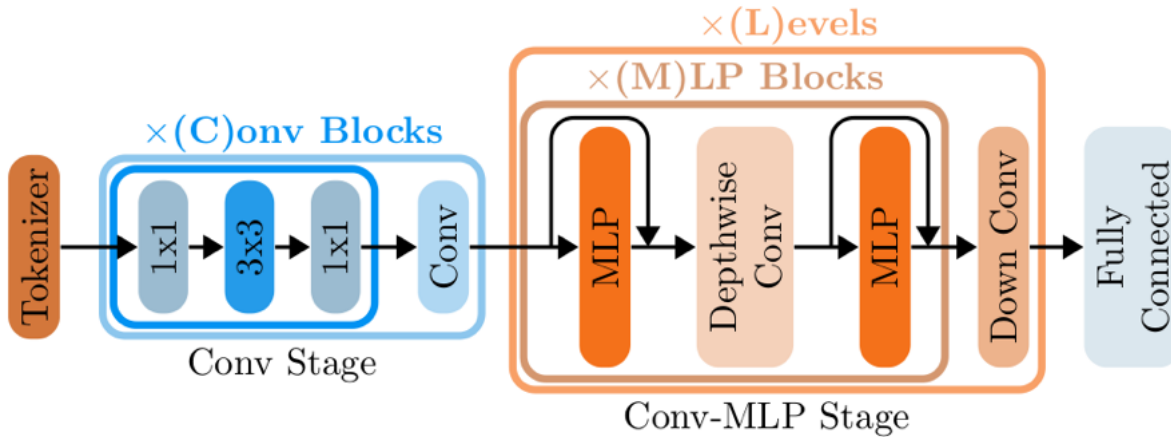 ×(L)evels
×(M)LP Blocks
×(C)onv Blocks
Tokenizer
1x1
3x3
1x1
Conv
MLP
Depthwise
Conv
MLP
Down Conv
Fully
Connected
Conv Stage
Conv-MLP Stage